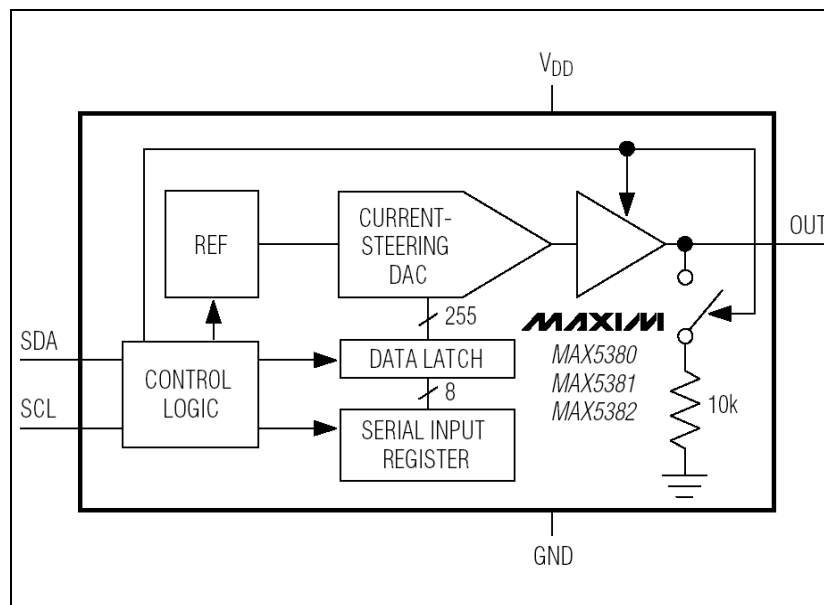 VDD
CURRENT-
STEERING
DAC
REF
OUT
255
SDA
DATA LATCH
MAXIM
MAX5380
MAX5381
MAX5382
CONTROL
LOGIC
8
SCL
SERIAL INPUT
REGISTER
10k
GND